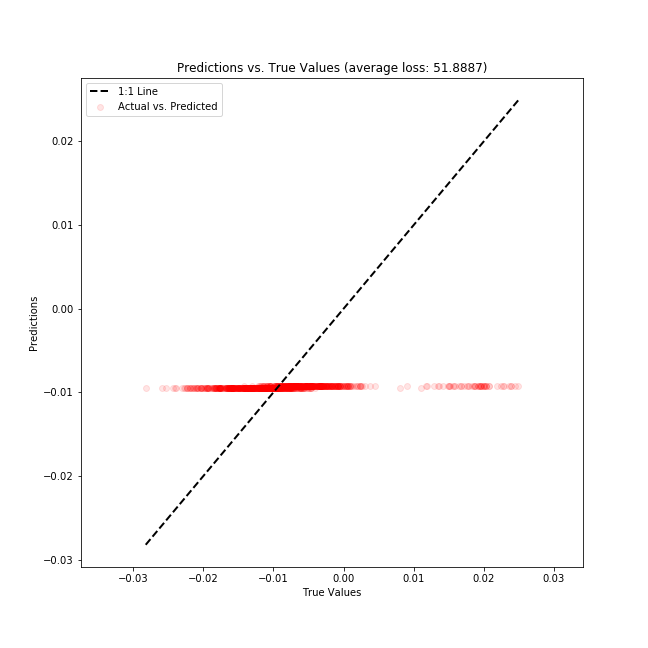 Predictions vs. True Values (average loss: 51.8887)
1:1 Line
Actual vs. Predicted
0.02
0.01
0.00
−0.01
−0.02
−0.03
Predictions
−0.03 −0.02 −0.01 0.00 0.01 0.02 0.03
True Values